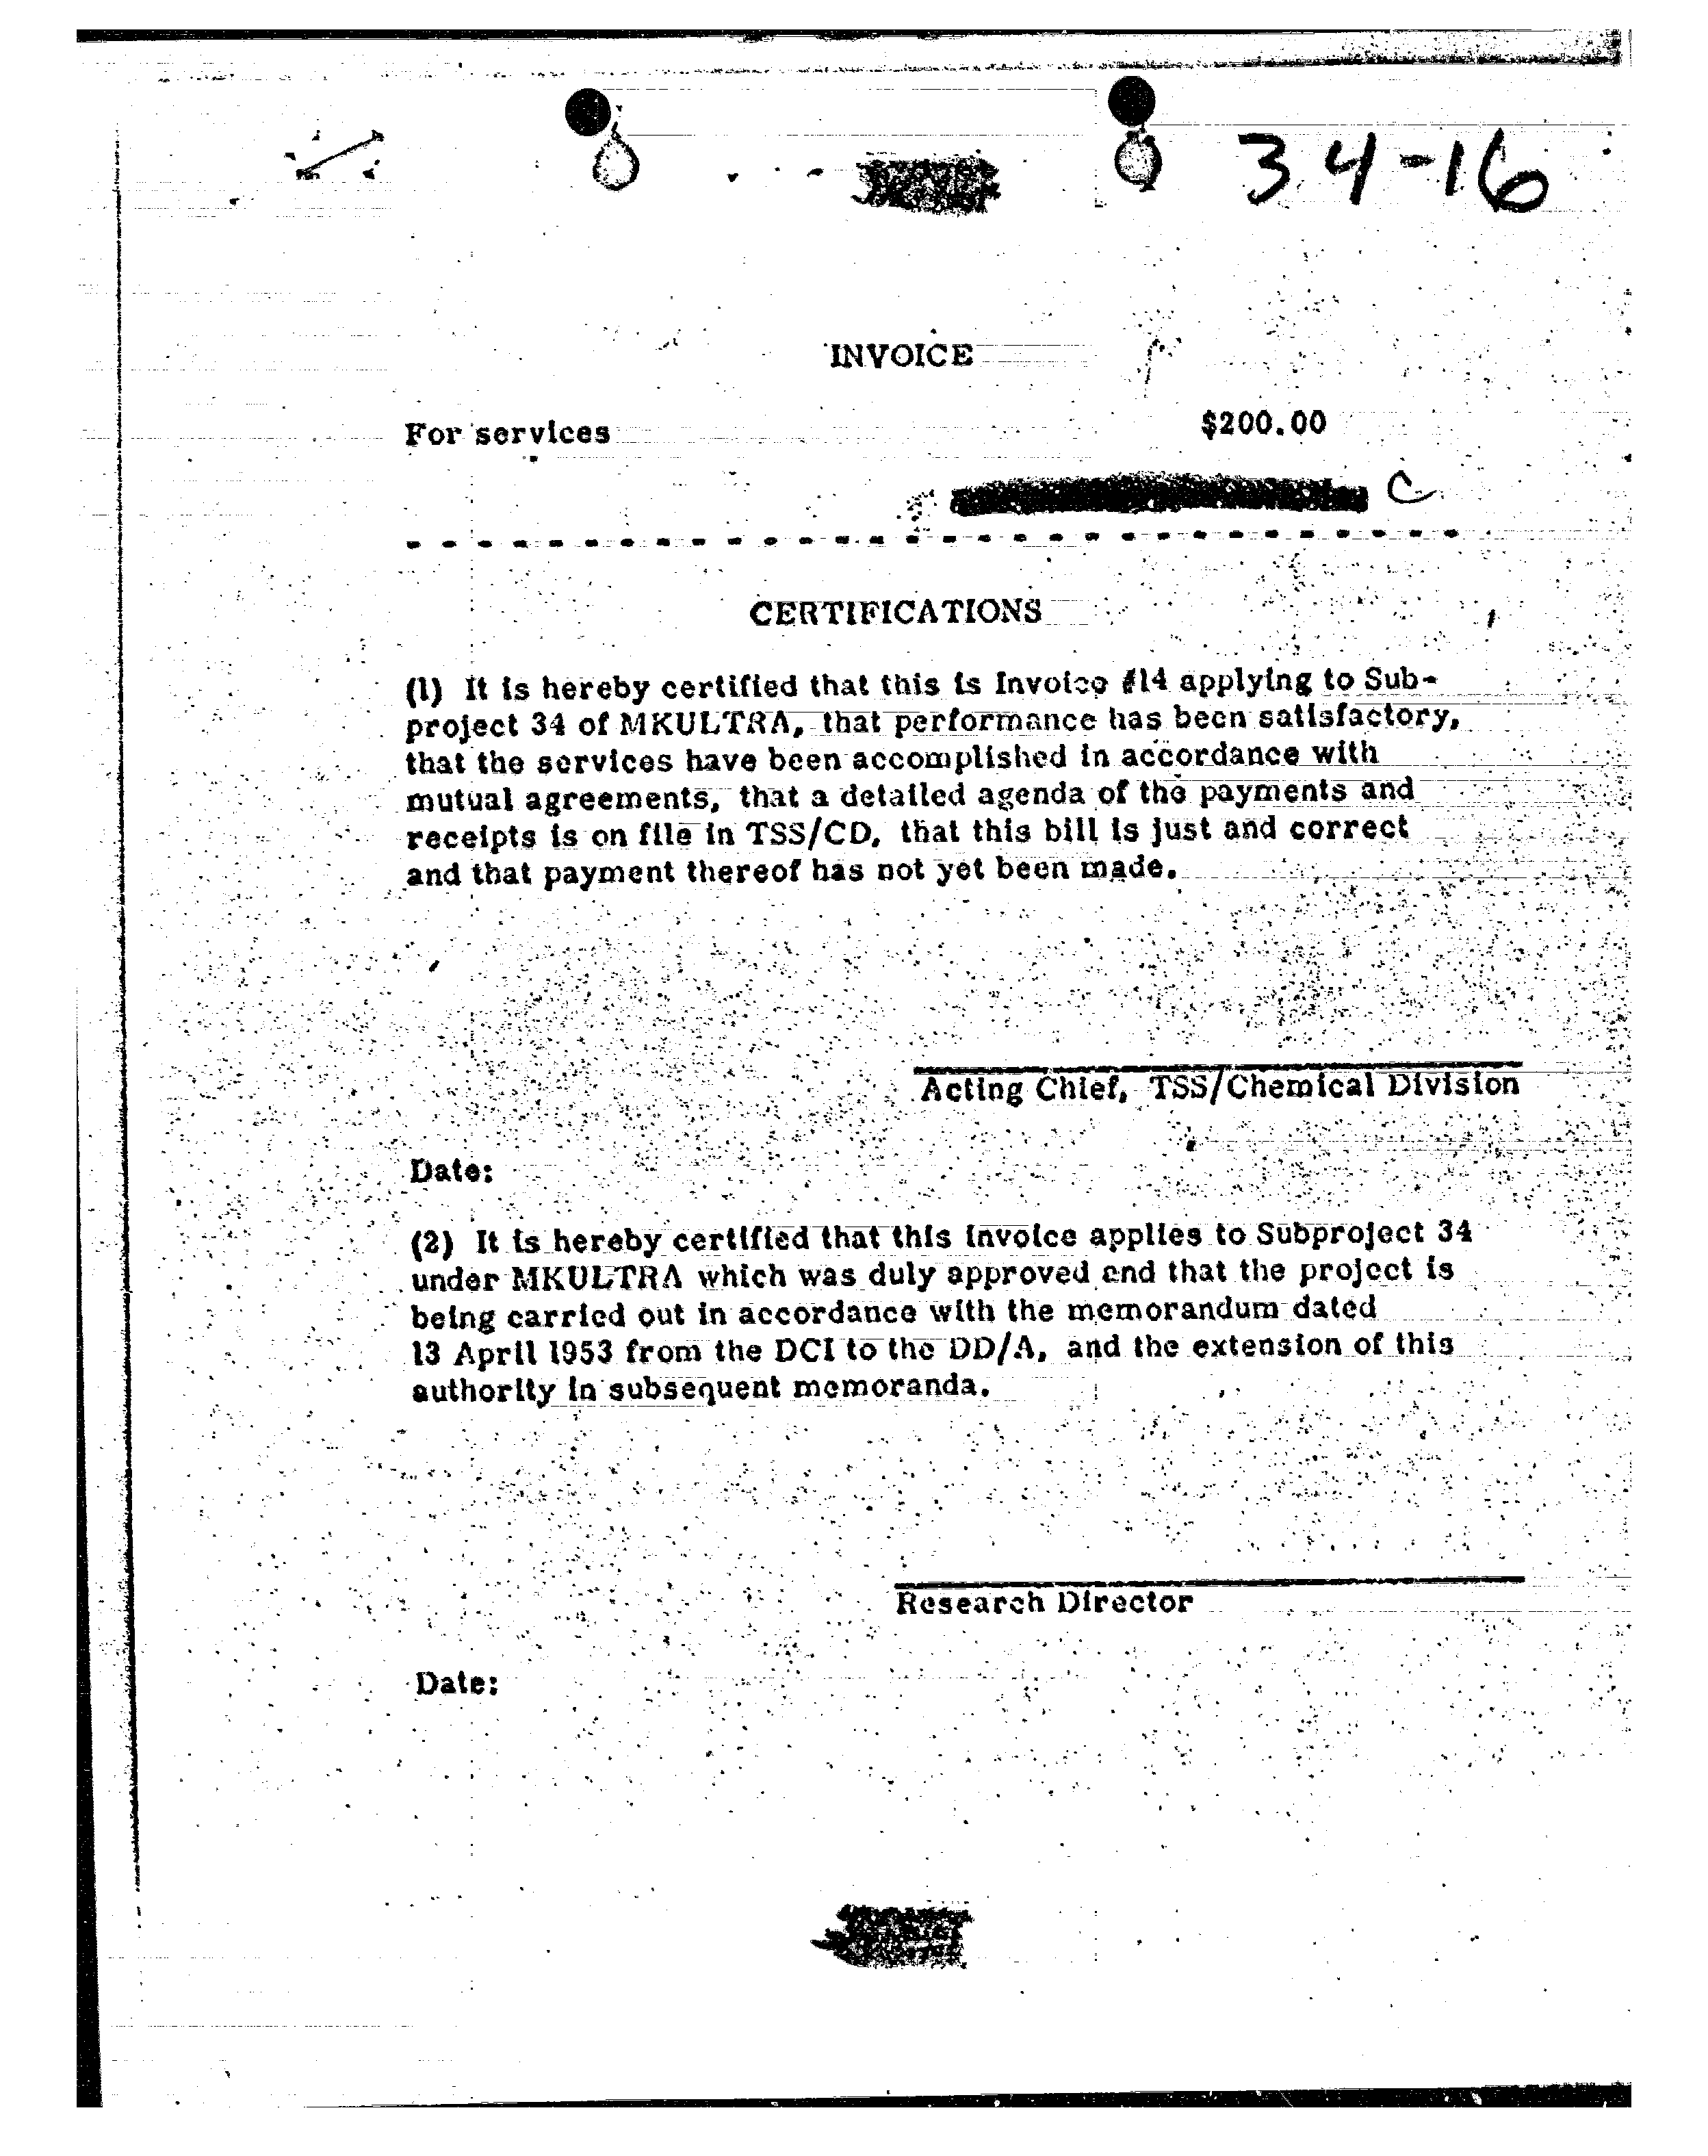 34-16
INVOICE
For services $200.00
C
CERTIFICATIONS
(1) It is hereby certified that this is Invoice #14 applying to Sub-
project 34 of MKULTRA, that performance has been satisfactory,
that the services have been accomplished in accordance with
mutual agreements, that a detailed agenda of the payments and
receipts is on file in TSS/CD, that this bill is just and correct
and that payment thereof has not yet been made.
Acting Chief, TSS/Chemical Division
Date:
(2) It is hereby certified that this invoice applies to Subproject 34
under MKULTRA which was duly approved and that the project is
being carried out in accordance with the memorandum dated
13 April 1953 from the DCI to the DD/A, and the extension of this
authority in subsequent memoranda.
Research Director
Date: